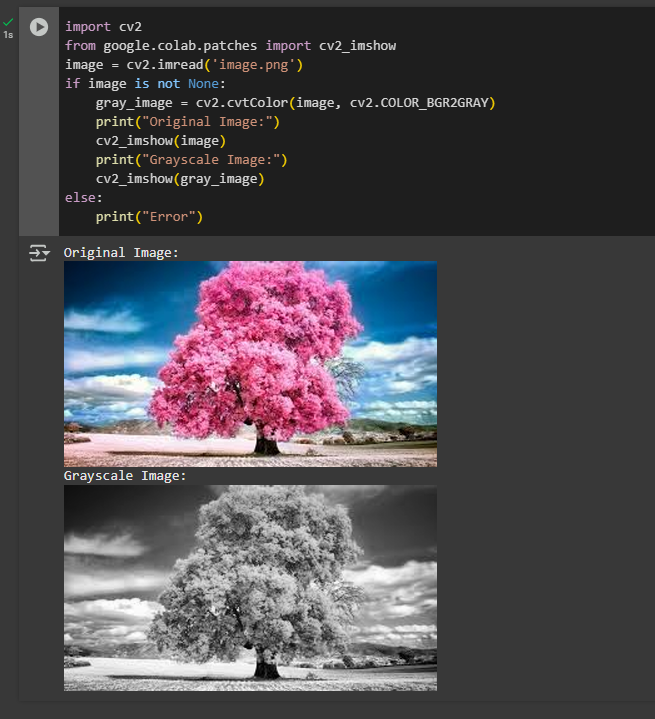 import cv2
1s
from google.colab.patches import cv2_imshow
image = cv2.imread('image.png')
if image is not None:
    gray_image = cv2.cvtColor(image, cv2.COLOR_BGR2GRAY)
    print("Original Image:")
    cv2_imshow(image)
    print("Grayscale Image:")
    cv2_imshow(gray_image)
else:
    print("Error")
Original Image:
Grayscale Image: